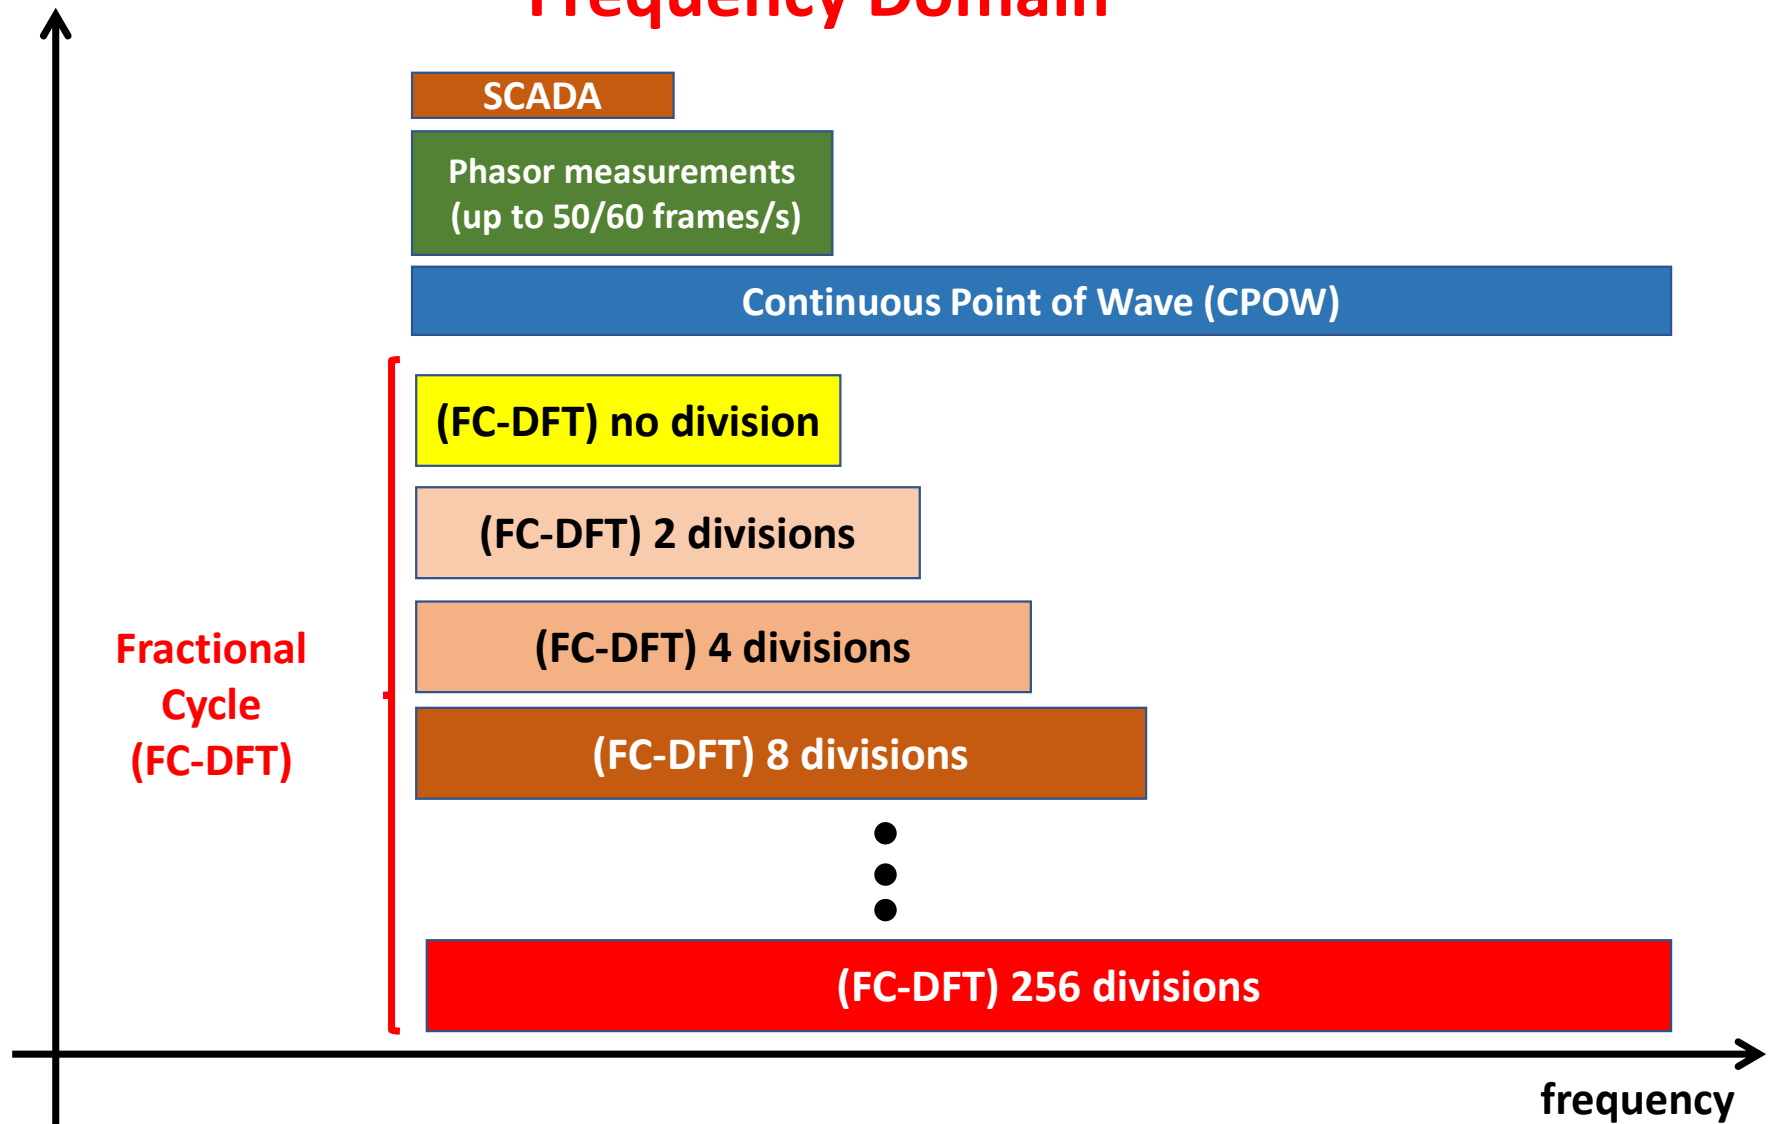 Frequency Domain
SCADA
Phasor measurements
(up to 50/60 frames/s)
Continuous Point of Wave (CPOW)
(FC-DFT) no division
(FC-DFT) 2 divisions
(FC-DFT) 4 divisions
Fractional
Cycle
(FC-DFT)
(FC-DFT) 8 divisions
(FC-DFT) 256 divisions
frequency